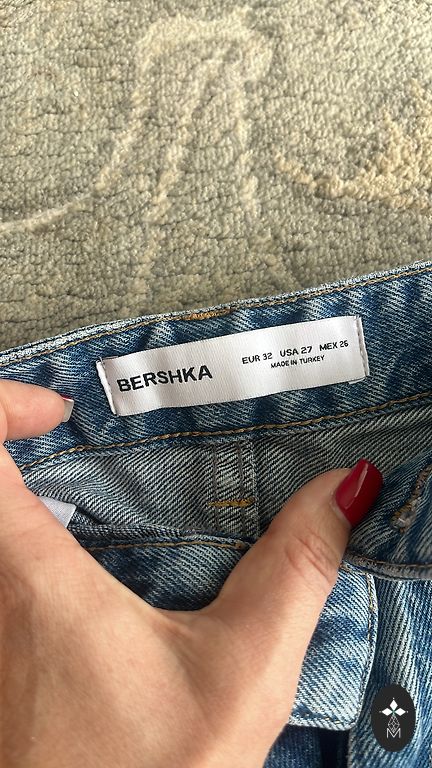 BERSHKA
EUR 32 USA 27 MEX 26
MADE IN TURKEY
M